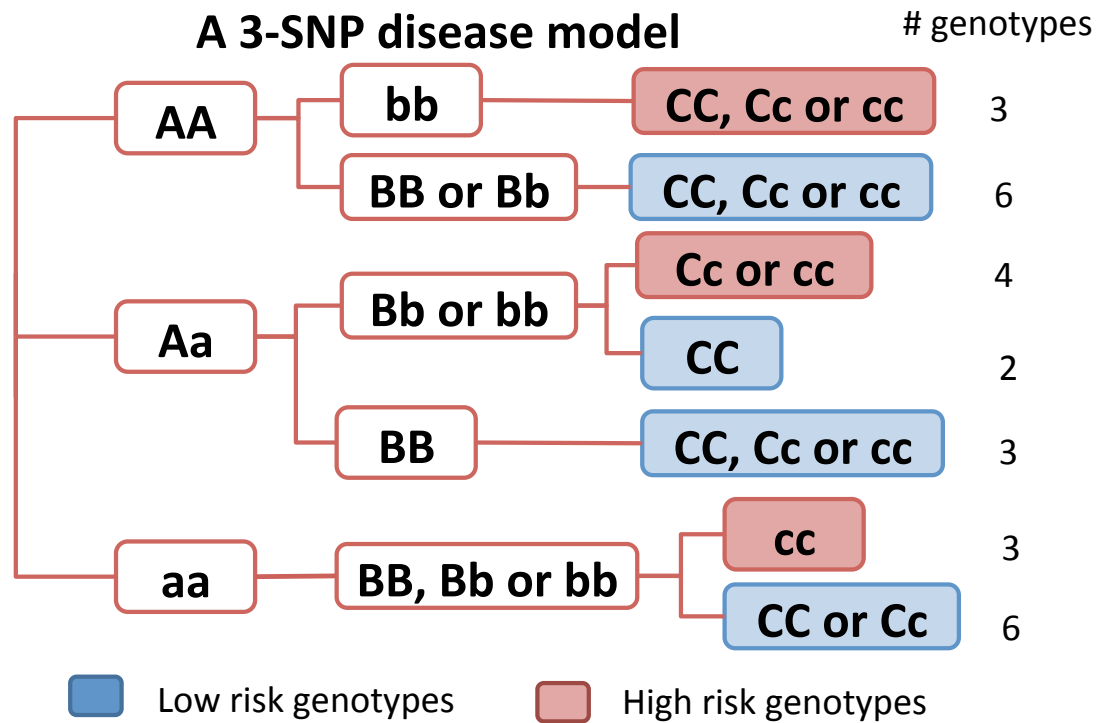 A 3-SNP disease model
# genotypes
AA
bb
CC, Cc or cc
3
BB or Bb
CC, Cc or cc
6
Aa
Bb or bb
Cc or cc
4
CC
2
BB
CC, Cc or cc
3
aa
BB, Bb or bb
cc
3
CC or Cc
6
Low risk genotypes
High risk genotypes